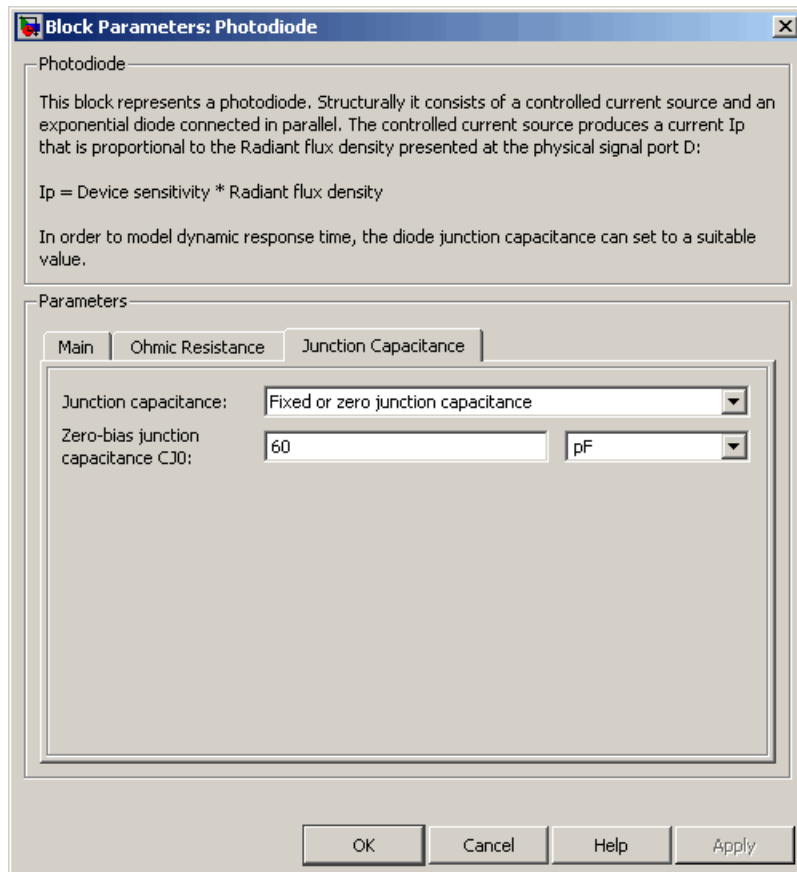 Block Parameters: Photodiode
Photodiode
This block represents a photodiode. Structurally it consists of a controlled current source and an
exponential diode connected in parallel. The controlled current source produces a current Ip
that is proportional to the Radiant flux density presented at the physical signal port D:
Ip = Device sensitivity * Radiant flux density
In order to model dynamic response time, the diode junction capacitance can set to a suitable
value.
Parameters
Main Ohmic Resistance Junction Capacitance
Junction capacitance: Fixed or zero junction capacitance
Zero-bias junction
capacitance CJ0: 60 pF
OK Cancel Help Apply